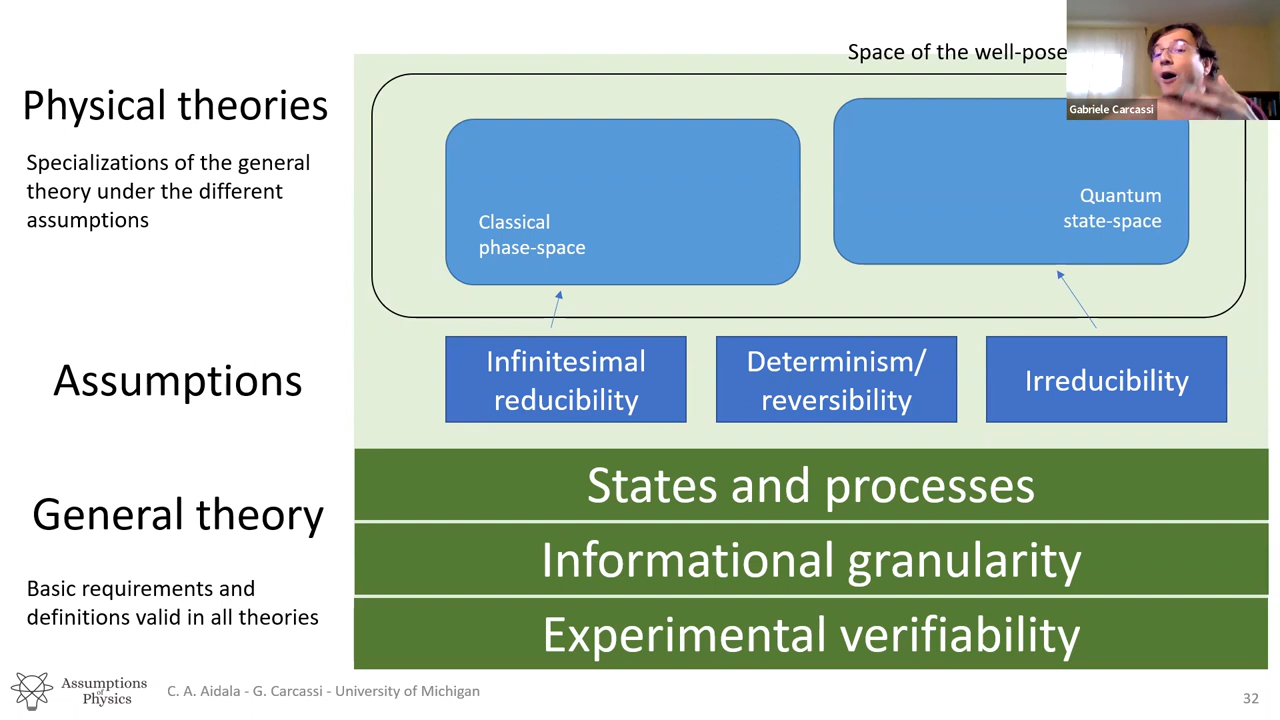 Space of the well-pose
Gabriele Carcassi
Physical theories
Specializations of the general
theory under the different
assumptions
Classical
phase-space
Quantum
state-space
Assumptions
Infinitesimal
reducibility
Determinism/
reversibility
Irreducibility
General theory
Basic requirements and
definitions valid in all theories
States and processes
Informational granularity
Experimental verifiability
Assumptions
of
Physics
C. A. Aidala - G. Carcassi - University of Michigan
32